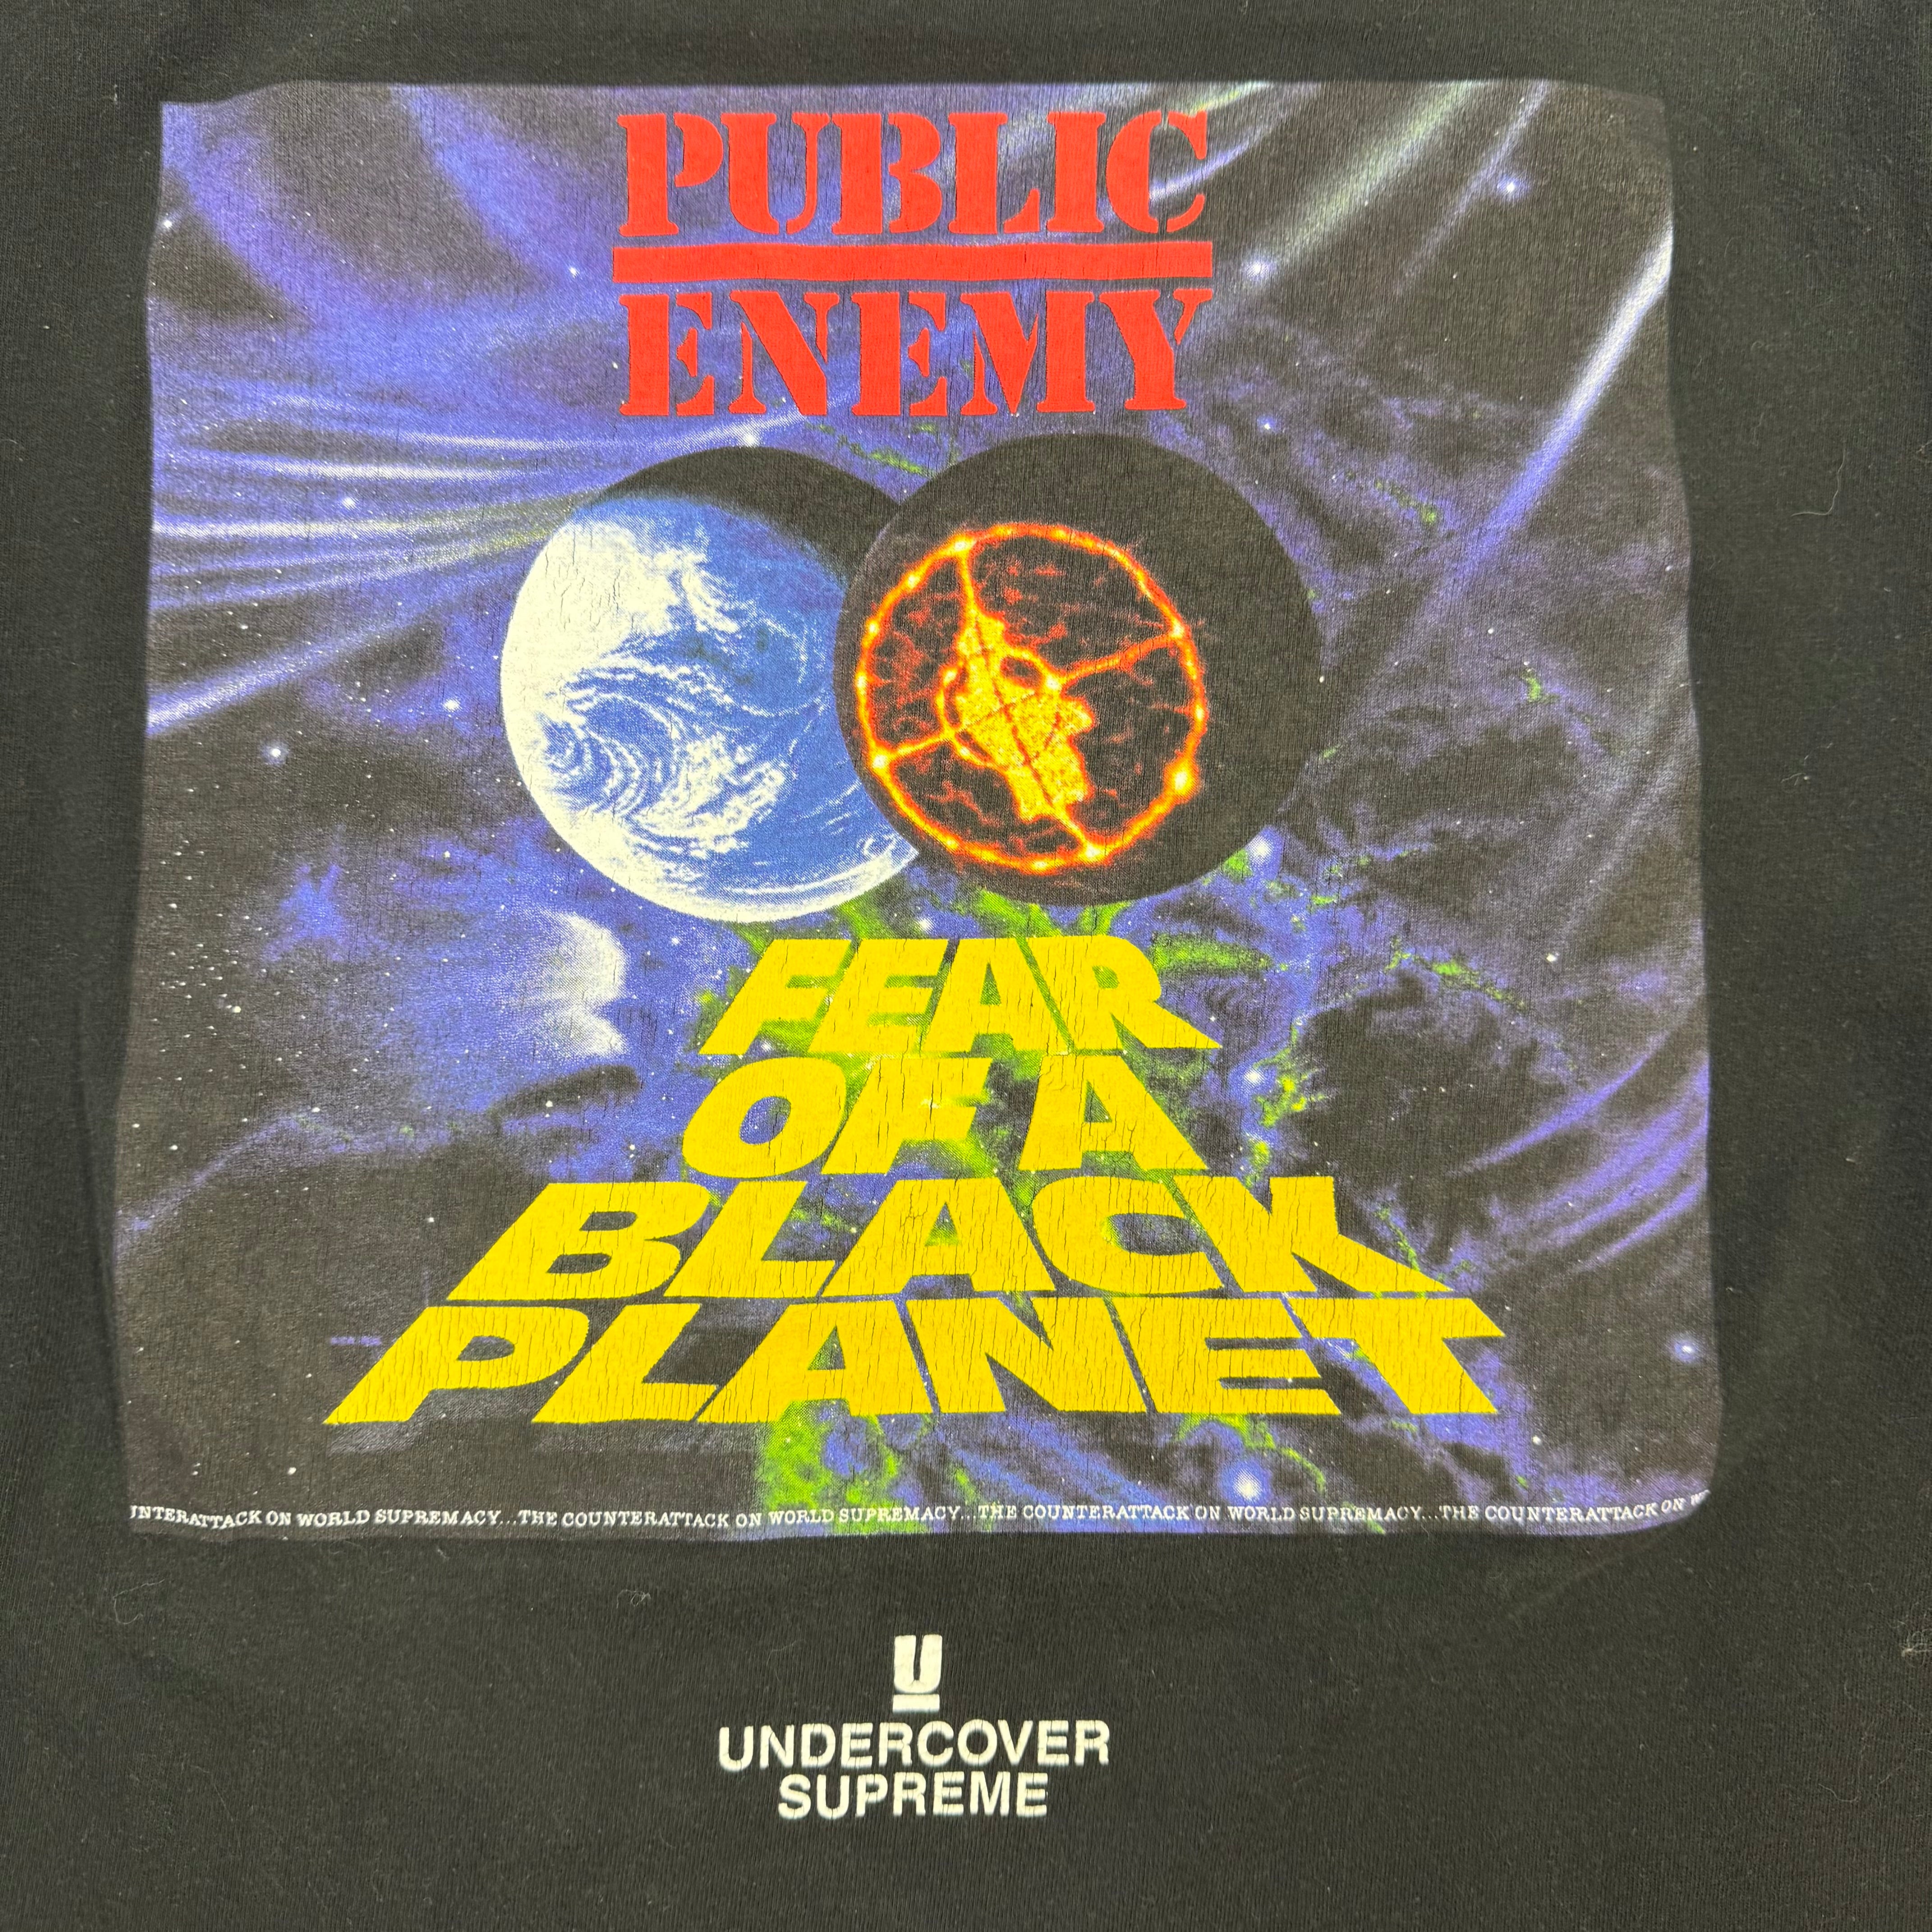 PUBLIC
ENEMY
FEAR
OF A
BLACK
PLANET
UNTERATTACK ON WORLD SUPREMACY...THE COUNTERATTACK ON WORLD SUPREMACY...THE COUNTERATTACK ON WORLD SUPREMACY...THE COUNTERATTACK ON
U
UNDERCOVER
SUPREME